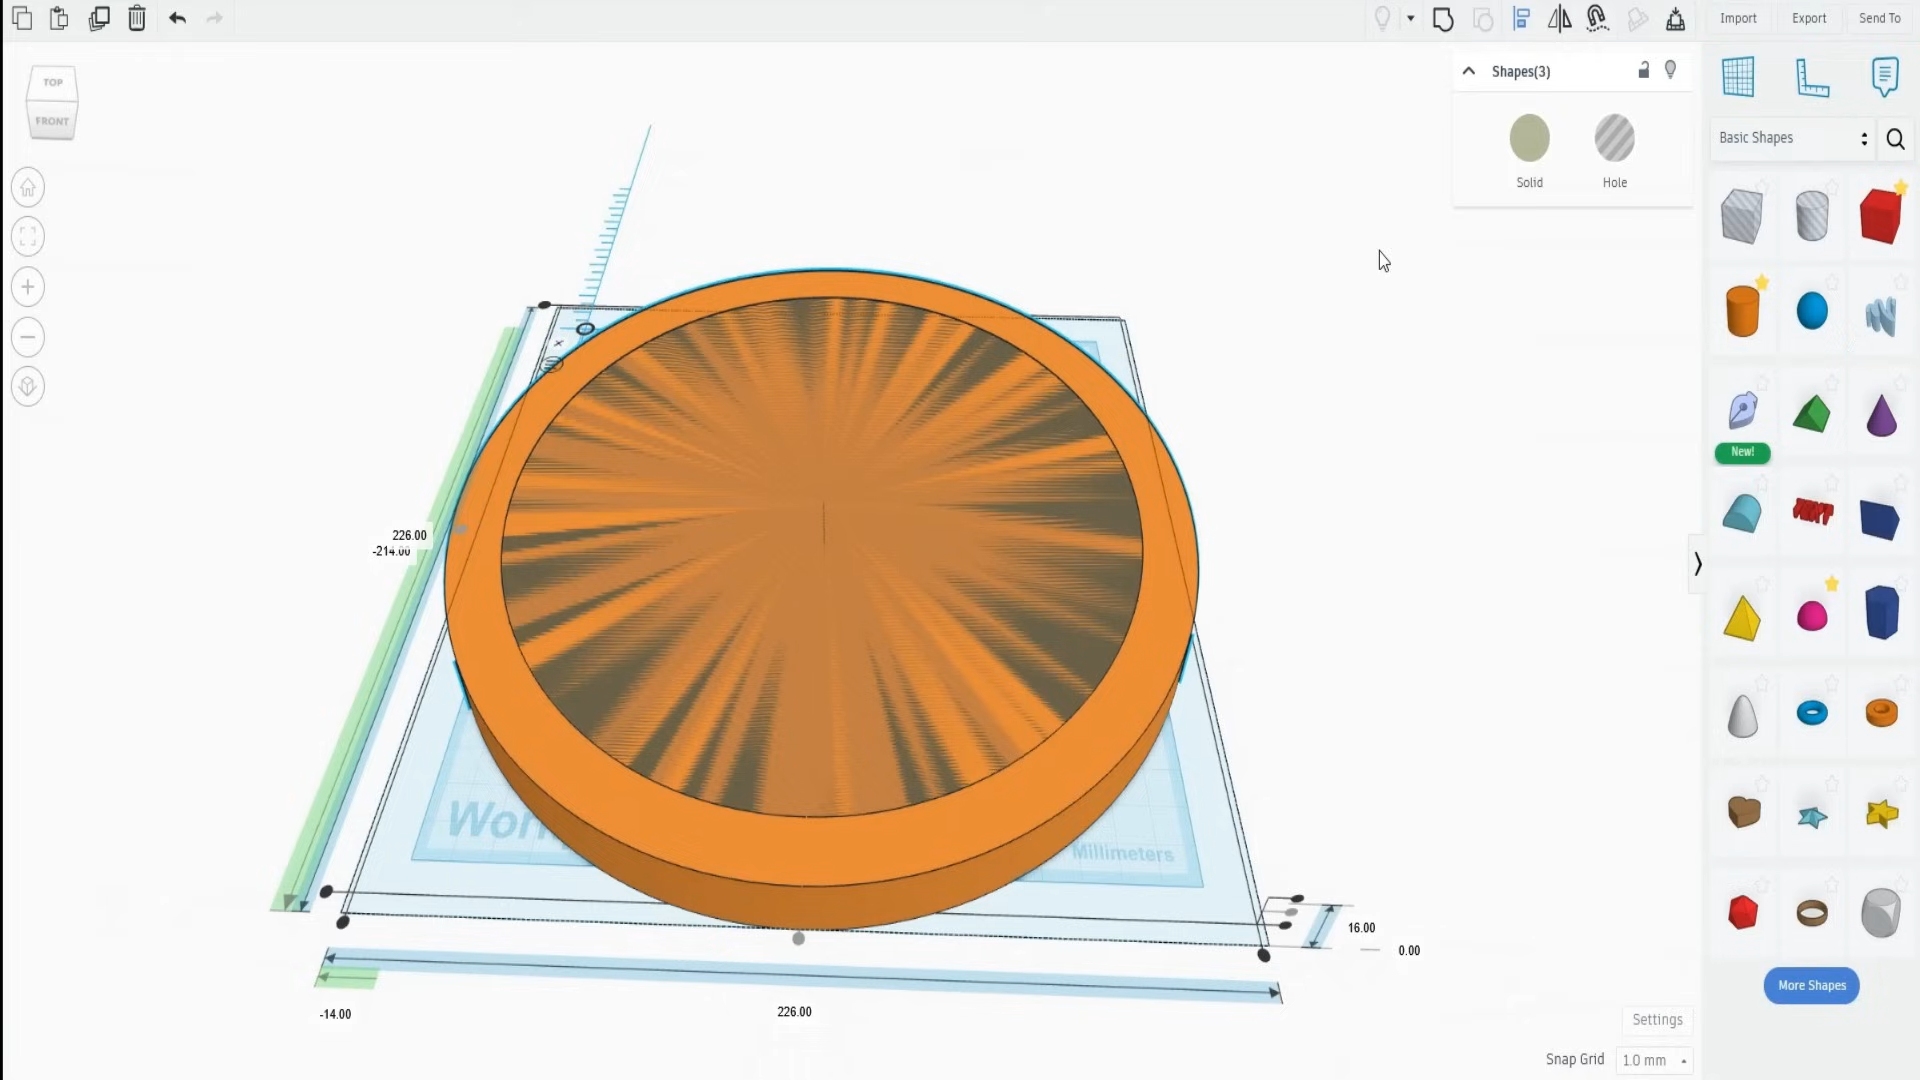 Import
Export
Send To
TOP
FRONT
Shapes(3)
Solid
Hole
Basic Shapes
New!
TEXT
226.00
-214.00
Millimeters
16.00
0.00
-14.00
226.00
More Shapes
Settings
Snap Grid
1.0 mm